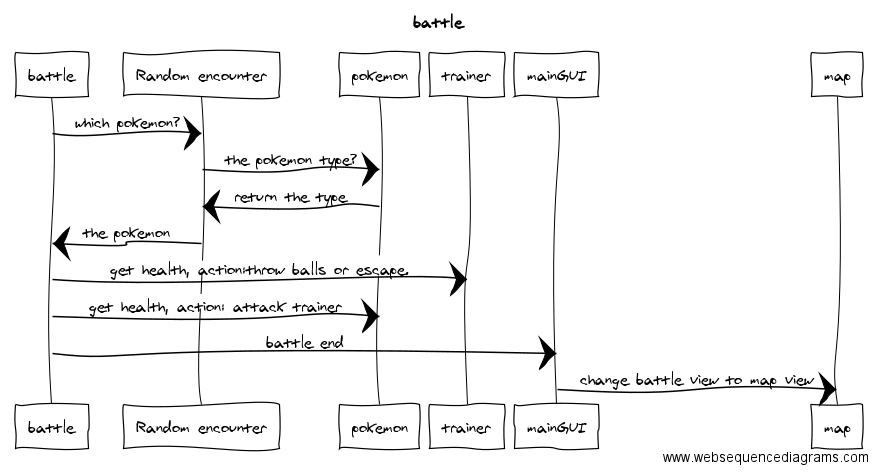 battle
battle
Random encounter
pokemon
trainer
mainGUI
map
which pokemon?
the pokemon type?
return the type
the pokemon
get health, action:throw balls or escape
get health, action: attack trainer
battle end
change battle view to map view
battle
Random encounter
pokemon
trainer
mainGUI
map
www.websequencediagrams.com